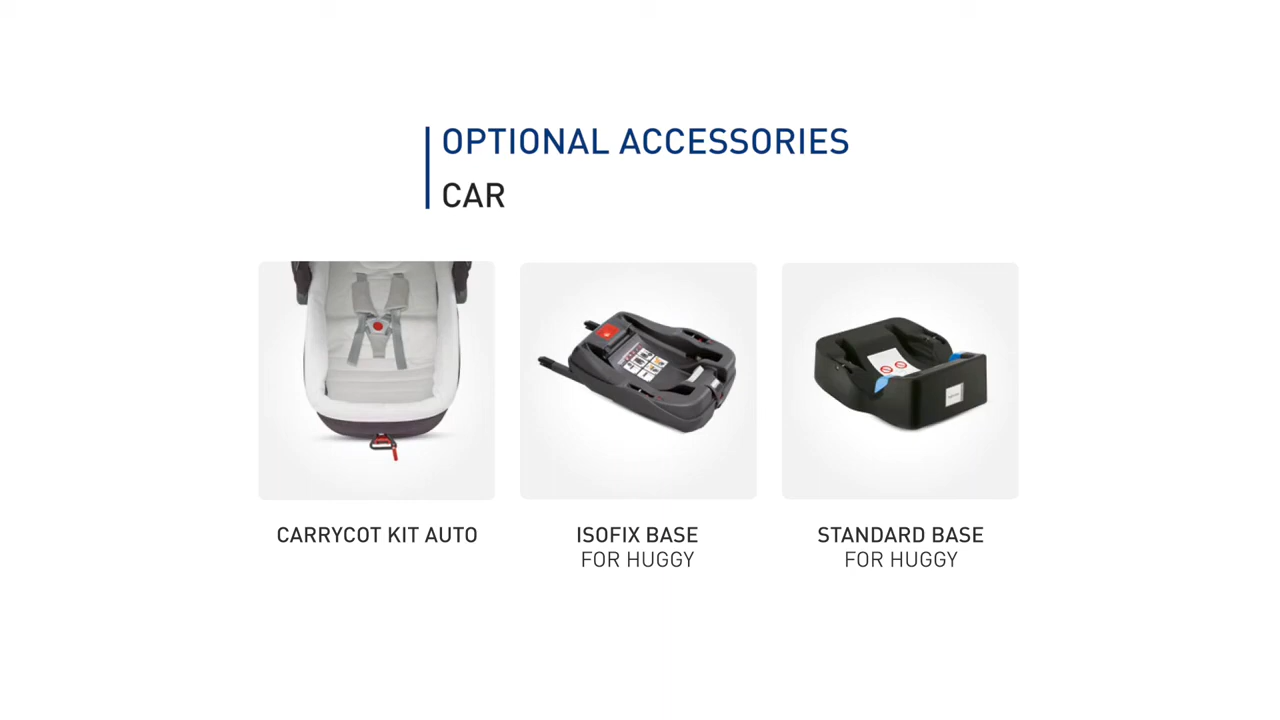 OPTIONAL ACCESSORIES
CAR
CARRYCOT KIT AUTO
ISOFIX BASE
FOR HUGGY
STANDARD BASE
FOR HUGGY